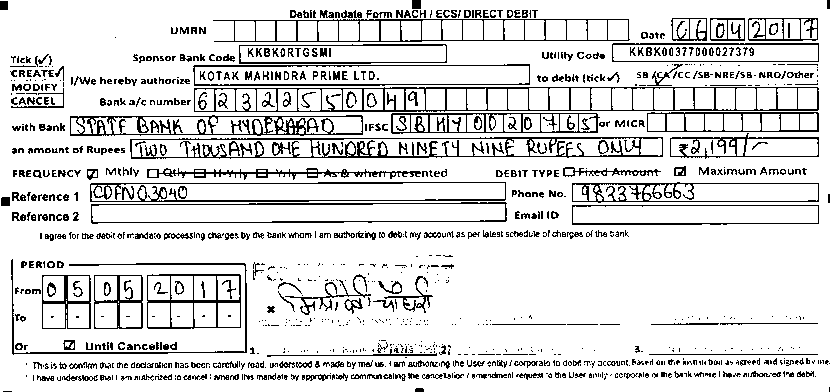 Debit Mandate Form NACH / ECS/ DIRECT DEBIT
UMRN Date 06042017
Tick (✓) Sponsor Bank Code KKBK0RTGSMI Utility Code KKBK00377000027379
CREATE✓ I/We hereby authorize KOTAK MAHINDRA PRIME LTD. to debit (tick✓) SB/CA/CC/SB-NRE/SB-NRO/Other
MODIFY
CANCEL Bank a/c number 62322550049
with Bank STATE BANK OF HYDERABAD IFSC SBHY0020765 or MICR
an amount of Rupees TWO THOUSAND ONE HUNDRED NINETY NINE RUPEES ONLY ₹2,199/-
FREQUENCY ☑ Mthly ☐ Qtly ☐ H-Yrly ☐ Yrly ☐ As & when presented DEBIT TYPE ☐ Fixed Amount ☑ Maximum Amount
Reference 1 CDFN03040 Phone No. 9823766663
Reference 2 Email ID
I agree for the debit of mandate processing charges by the bank whom I am authorizing to debit my account as per latest schedule of charges of the bank
PERIOD
From 05052017
To - - - - - - - -
Or ☑ Until Cancelled 1. 2. 3.
This is to confirm that the declaration has been carefully read, understood & made by me/us. I am authorizing the User entity / corporate to debit my account, Based on the instruction as agreed and signed by me
I have understood that I am authorized to cancel / amend this mandate by appropriately communicating the cancellation / amendment request to the User entity - corporate or the bank where I have authorized the debit.